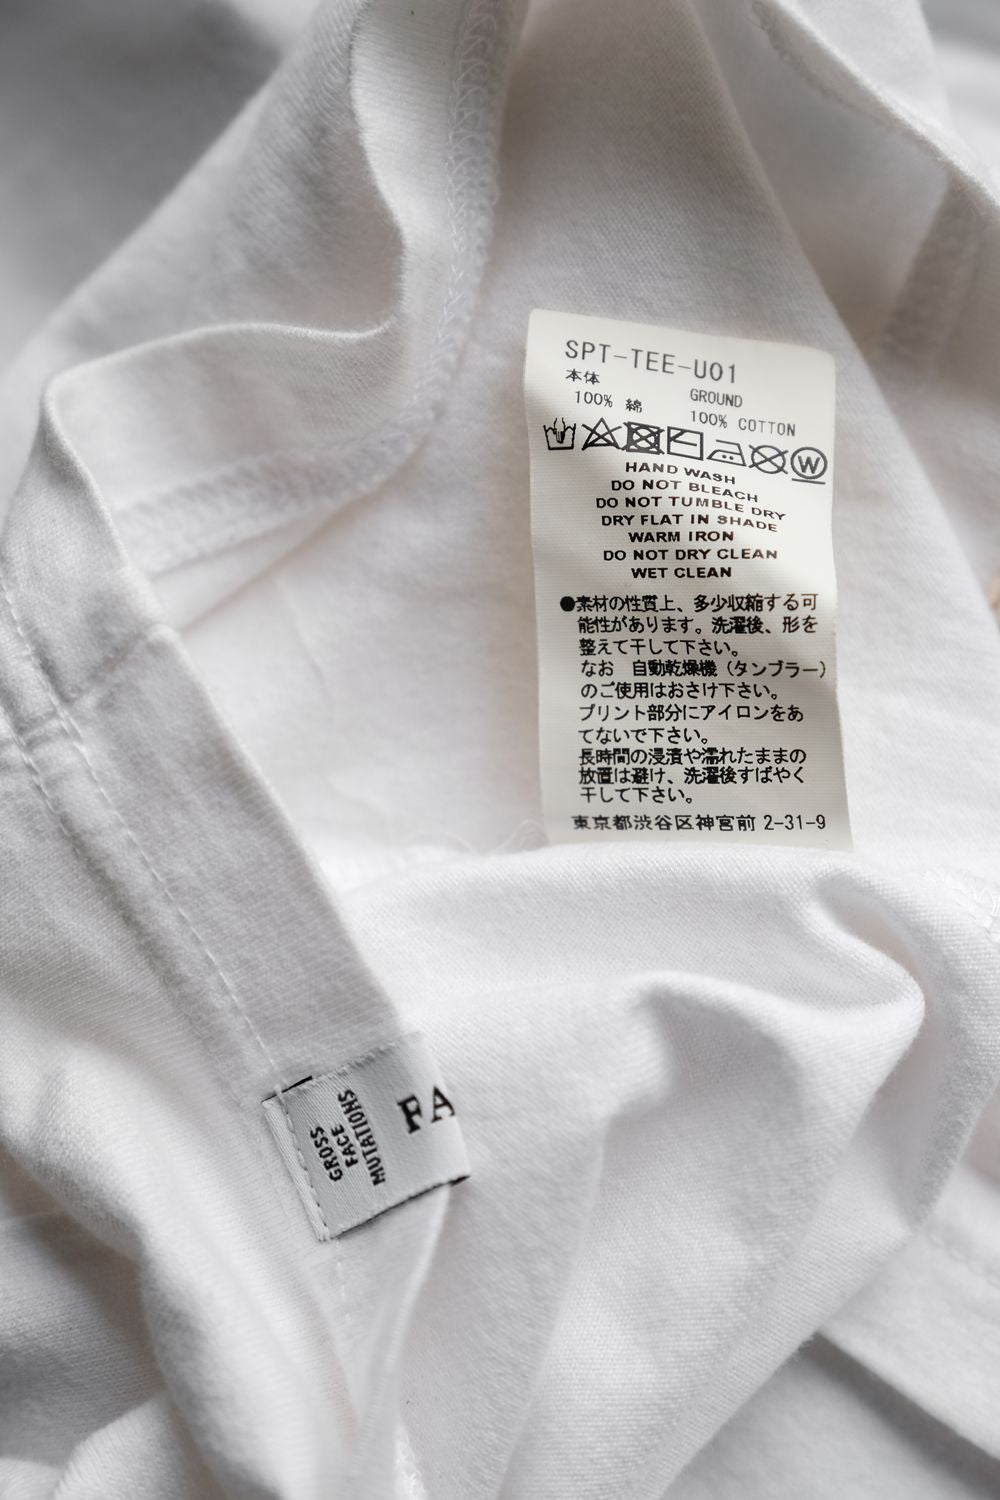 SPT-TEE-U01
本体
100% 綿
GROUND
100% COTTON
W
HAND WASH
DO NOT BLEACH
DO NOT TUMBLE DRY
DRY FLAT IN SHADE
WARM IRON
DO NOT DRY CLEAN
WET CLEAN
●素材の性質上、多少収縮する可
能性があります。洗濯後、形を
整えて干して下さい。
なお 自動乾燥機（タンブラー）
のご使用はおさけ下さい。
プリント部分にアイロンをあ
てないで下さい。
長時間の浸漬や濡れたままの
放置は避け、洗濯後すばやく
干して下さい。
東京都渋谷区神宮前 2-31-9
GROSS
FACE
MUTATIONS
FA